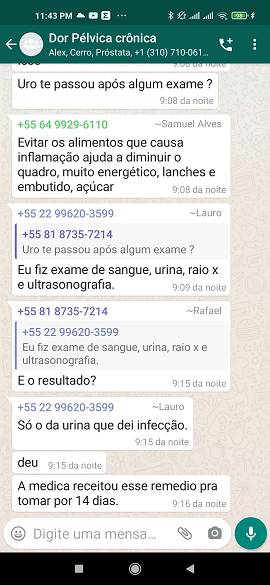 11:43 PM
Dor Pélvica crônica
Alex, Cerro, Próstata, +1 (310) 710-061...
Uro te passou após algum exame ?
9:08 da noite
+55 64 9929-6110 ~Samuel Alves
Evitar os alimentos que causa
inflamação ajuda a diminuir o
quadro, muito energético, lanches e
embutido, açúcar
9:08 da noite
+55 22 99620-3599 ~Lauro
+55 81 8735-7214
Uro te passou após algum exame ?
Eu fiz exame de sangue, urina, raio x
e ultrasonografia.
9:09 da noite
+55 81 8735-7214 ~Rafael
+55 22 99620-3599
Eu fiz exame de sangue, urina, raio x e
ultrasonografia.
E o resultado?
9:15 da noite
+55 22 99620-3599 ~Lauro
Só o da urina que dei infecção.
9:15 da noite
deu 9:15 da noite
A medica receitou esse remedio pra
tomar por 14 dias.
9:16 da noite
Digite uma mensa...